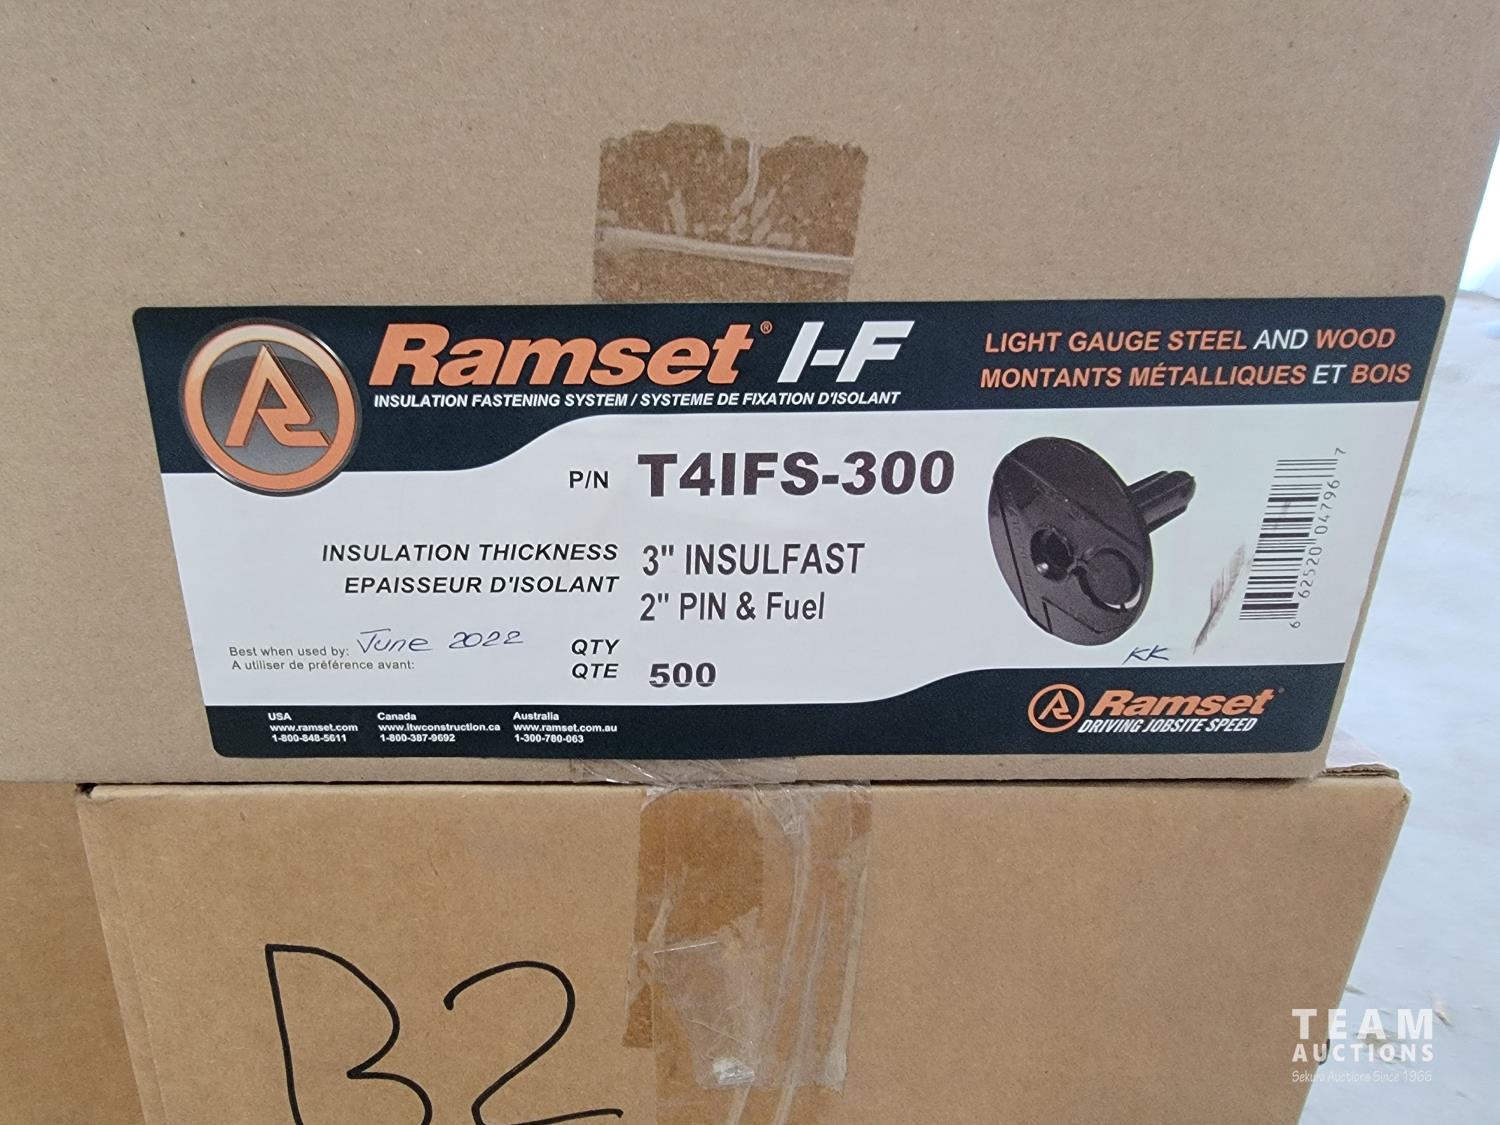 Ramset® I-F
INSULATION FASTENING SYSTEM / SYSTEME DE FIXATION D'ISOLANT
LIGHT GAUGE STEEL AND WOOD
MONTANTS MÉTALLIQUES ET BOIS
P/N T4IFS-300
INSULATION THICKNESS
EPAISSEUR D'ISOLANT
3" INSULFAST
2" PIN & Fuel
Best when used by: June 2022
A utiliser de préférence avant:
QTY
QTE
500
6 62520 04796 7
KK
USA
www.ramset.com
1-800-848-5611
Canada
www.itwconstruction.ca
1-800-387-9692
Australia
www.ramset.com.au
1-300-780-063
Ramset®
DRIVING JOBSITE SPEED
B2
TEAM
AUCTIONS
Sekura Auctions Since 1966